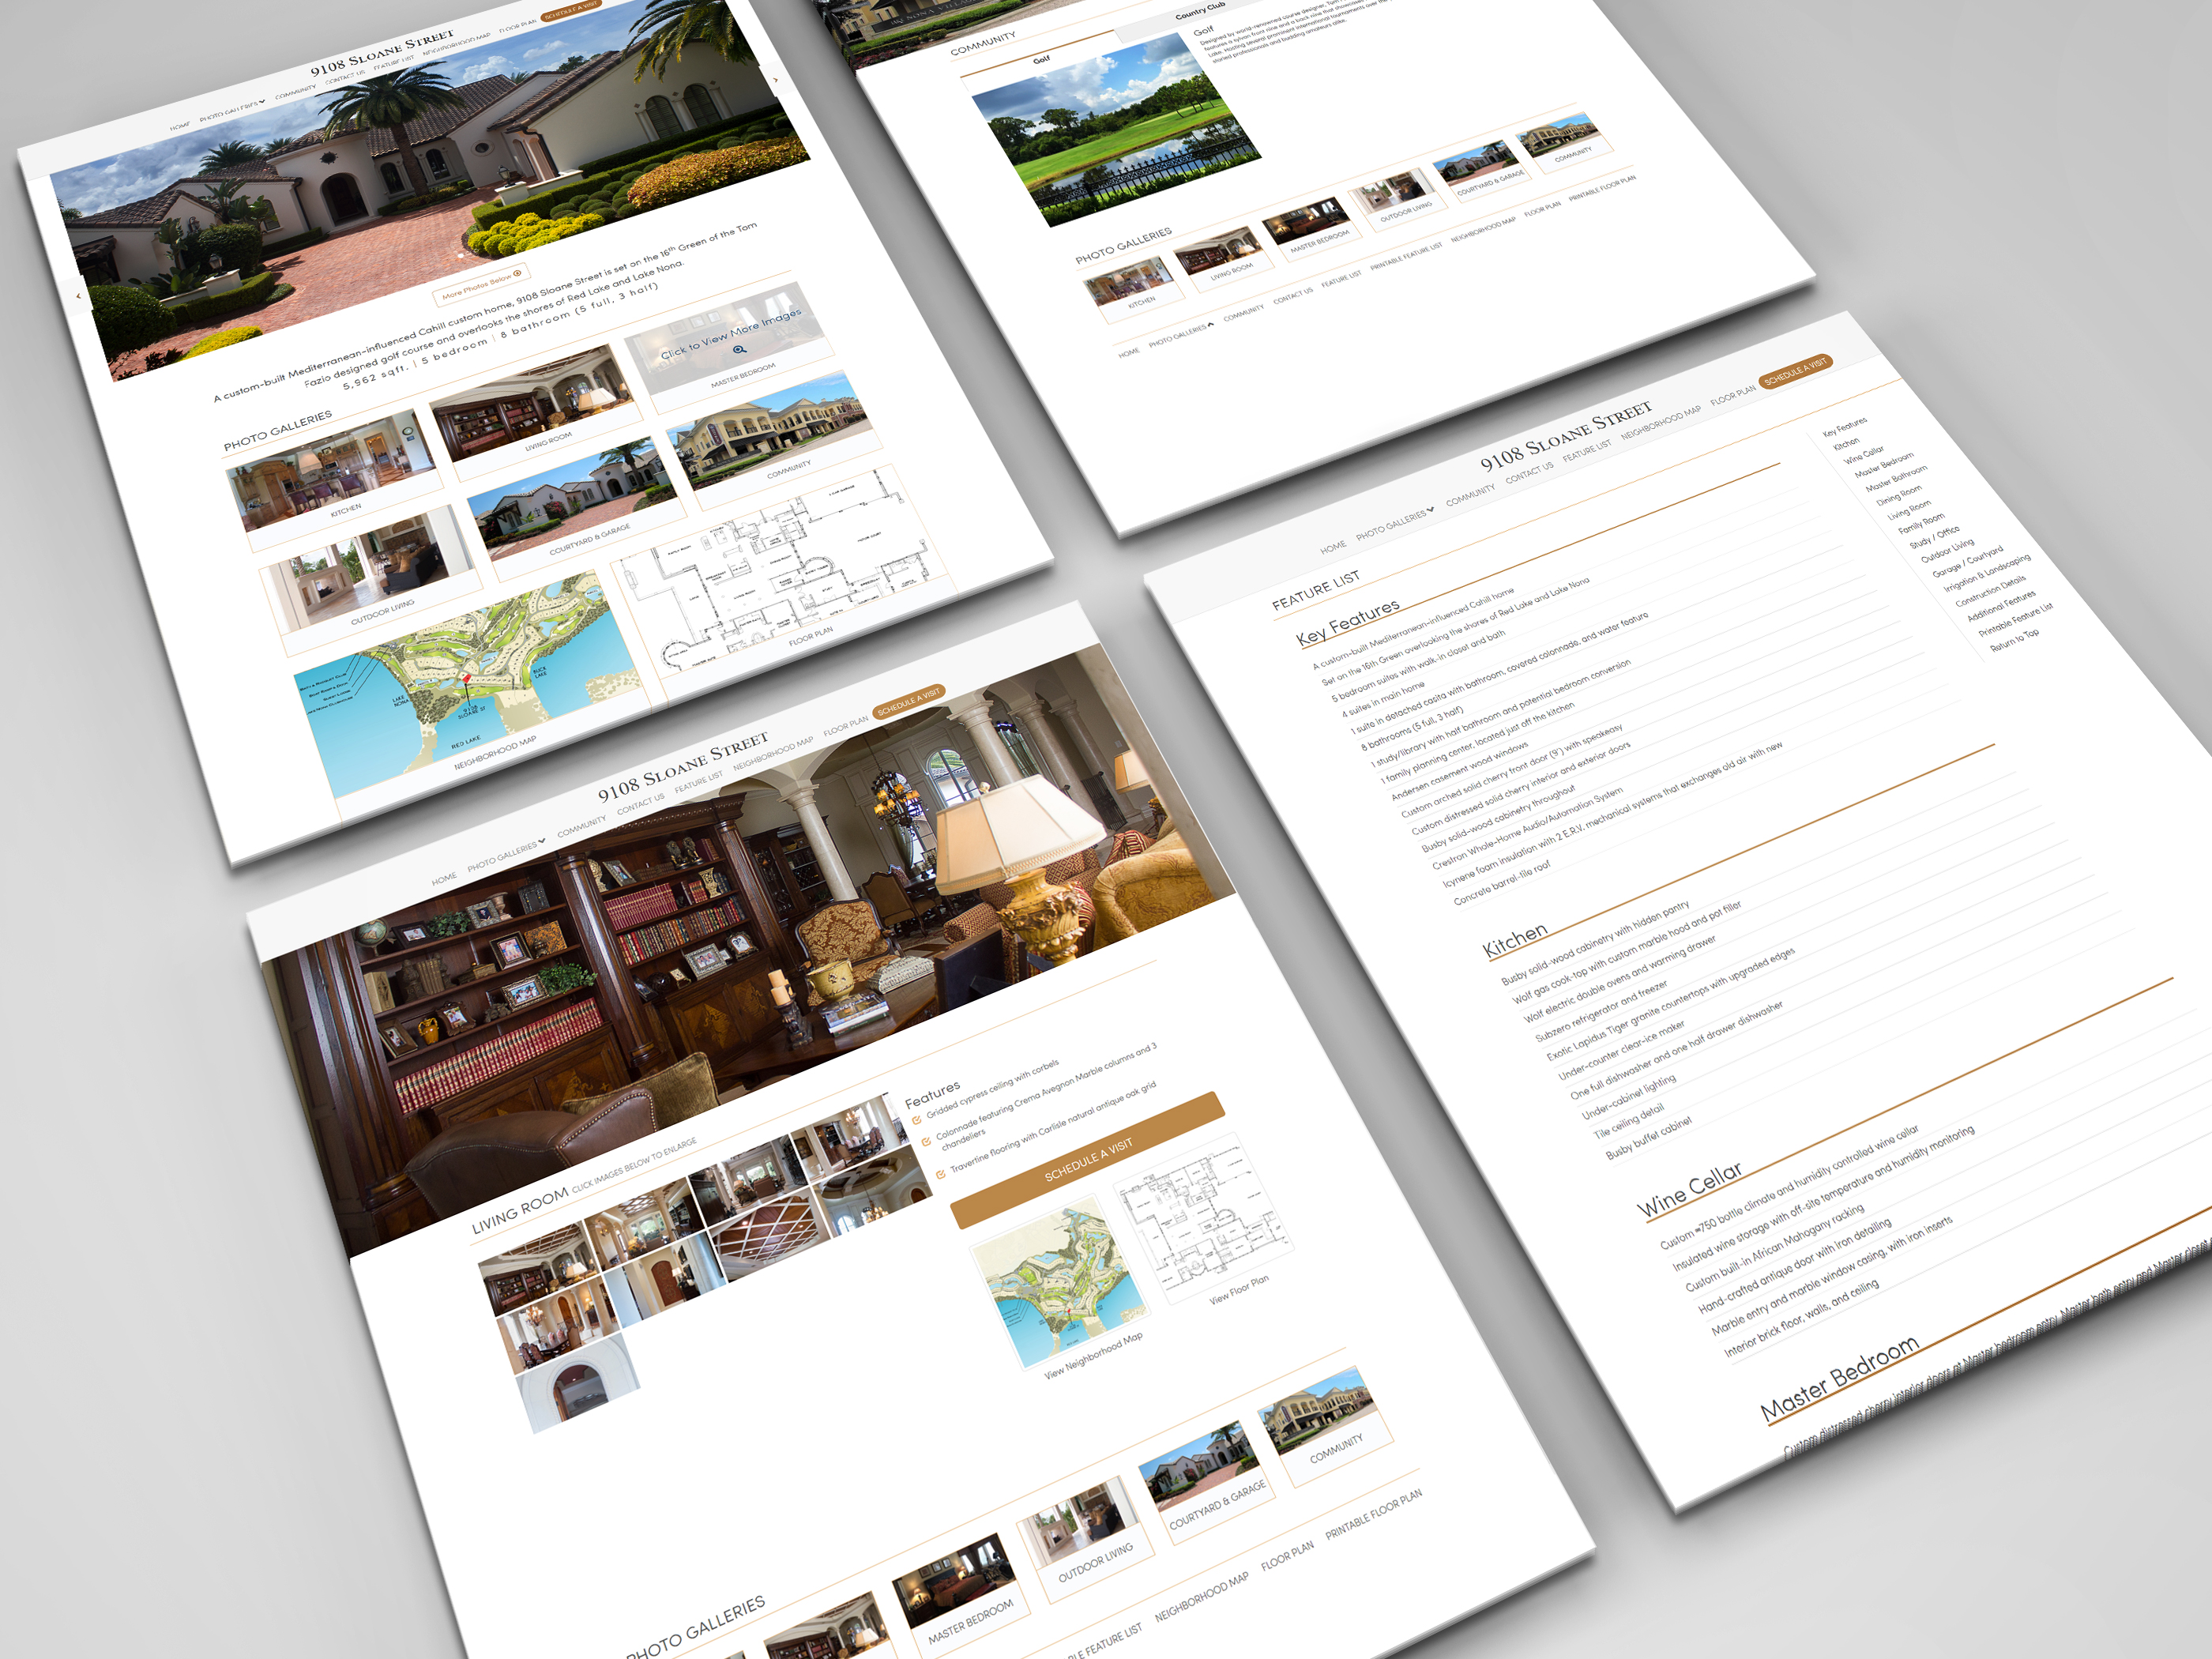 9108 SLOANE STREET
HOME PHOTO GALLERIES COMMUNITY CONTACT US FEATURE LIST NEIGHBORHOOD MAP FLOOR PLAN SCHEDULE A VISIT
More Photos Below
A custom-built Mediterranean-influenced Cahill custom home, 9108 Sloane Street is set on the 16th Green of the Tom
Fazio designed golf course and overlooks the shores of Red Lake and Lake Nona.
5,962 sqft. | 5 bedroom | 8 bathroom (5 full, 3 half)
PHOTO GALLERIES
KITCHEN
LIVING ROOM
Click to View More Images
MASTER BEDROOM
OUTDOOR LIVING
COURTYARD & GARAGE
COMMUNITY
LAKE NONA
9108 SLOANE ST
BUCK LAKE
RED LAKE
NEIGHBORHOOD MAP
FLOOR PLAN
COMMUNITY
Golf
Country Club
Golf
PHOTO GALLERIES
KITCHEN
LIVING ROOM
MASTER BEDROOM
OUTDOOR LIVING
COURTYARD & GARAGE
COMMUNITY
HOME PHOTO GALLERIES COMMUNITY CONTACT US FEATURE LIST PRINTABLE FEATURE LIST NEIGHBORHOOD MAP FLOOR PLAN PRINTABLE FLOOR PLAN
9108 SLOANE STREET
HOME PHOTO GALLERIES COMMUNITY CONTACT US FEATURE LIST NEIGHBORHOOD MAP FLOOR PLAN SCHEDULE A VISIT
LIVING ROOM CLICK IMAGES BELOW TO ENLARGE
Features
Gridded cypress ceiling with corbels
Colonnade featuring Crema Avegnon Marble columns and 3
chandeliers
Travertine flooring with Carlisle natural antique oak grid
SCHEDULE A VISIT
View Neighborhood Map
View Floor Plan
PHOTO GALLERIES
MASTER BEDROOM
OUTDOOR LIVING
COURTYARD & GARAGE
COMMUNITY
FEATURE LIST NEIGHBORHOOD MAP FLOOR PLAN PRINTABLE FLOOR PLAN
9108 SLOANE STREET
HOME PHOTO GALLERIES COMMUNITY CONTACT US FEATURE LIST NEIGHBORHOOD MAP FLOOR PLAN SCHEDULE A VISIT
FEATURE LIST
Key Features
A custom-built Mediterranean-influenced Cahill home
Set on the 16th Green overlooking the shores of Red Lake and Lake Nona
5 bedroom suites with walk-in closet and bath
4 suites in main home
1 suite in detached casita with bathroom, covered colonnade, and water feature
8 bathrooms (5 full, 3 half)
1 study/library with half bathroom and potential bedroom conversion
1 family planning center, located just off the kitchen
Andersen casement wood windows
Custom arched solid cherry front door (9') with speakeasy
Custom distressed solid cherry interior and exterior doors
Busby solid-wood cabinetry throughout
Crestron Whole-Home Audio/Automation System
Icynene foam insulation with 2 E.R.V. mechanical systems that exchanges old air with new
Concrete barrel-tile roof
Kitchen
Busby solid-wood cabinetry with hidden pantry
Wolf gas cook-top with custom marble hood and pot filler
Wolf electric double ovens and warming drawer
Subzero refrigerator and freezer
Exotic Lapidus Tiger granite countertops with upgraded edges
Under-counter clear-ice maker
One full dishwasher and one half drawer dishwasher
Under-cabinet lighting
Tile ceiling detail
Busby buffet cabinet
Wine Cellar
Custom ≈750 bottle climate and humidity controlled wine cellar
Insulated wine storage with off-site temperature and humidity monitoring
Custom built-in African Mahogany racking
Hand-crafted antique door with iron detailing
Marble entry and marble window casing, with iron inserts
Interior brick floor, walls, and ceiling
Master Bedroom
Custom distressed cherry interior doors at Master bedroom entry, Master bath entry and Master closet
Key Features
Kitchen
Wine Cellar
Master Bedroom
Master Bathroom
Dining Room
Living Room
Family Room
Study / Office
Outdoor Living
Garage / Courtyard
Irrigation & Landscaping
Construction Details
Additional Features
Printable Feature List
Return to Top